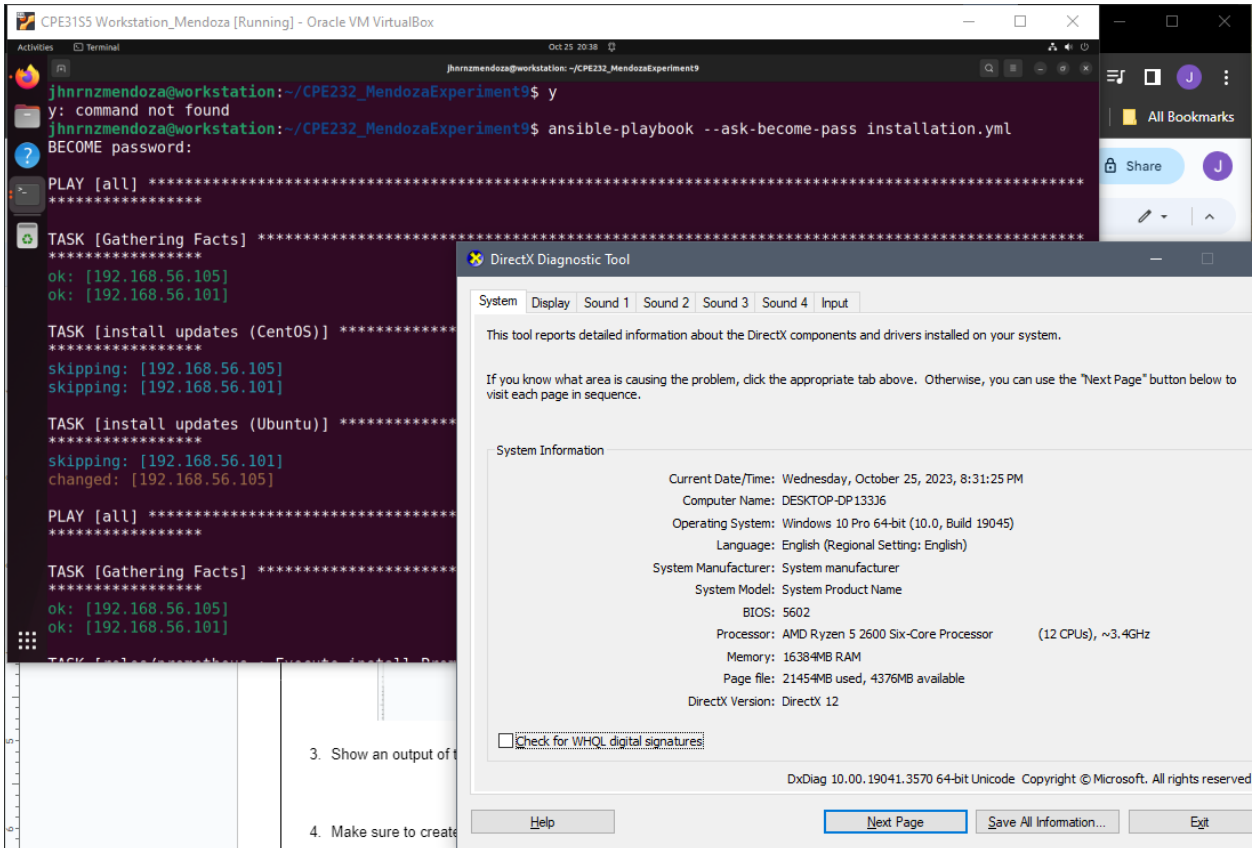 CPE31S5 Workstation_Mendoza [Running] - Oracle VM VirtualBox
Activities Terminal Oct 25 20:38
jhnrnzmendoza@workstation: ~/CPE232_MendozaExperiment9
jhnrnzmendoza@workstation:~/CPE232_MendozaExperiment9$ y
y: command not found
jhnrnzmendoza@workstation:~/CPE232_MendozaExperiment9$ ansible-playbook --ask-become-pass installation.yml
BECOME password:
PLAY [all] ******************************************************************************************************
*****************
TASK [Gathering Facts] ******************************************************************************************
*****************
ok: [192.168.56.105]
ok: [192.168.56.101]
TASK [install updates (CentOS)] *************
*****************
skipping: [192.168.56.105]
skipping: [192.168.56.101]
TASK [install updates (Ubuntu)] *************
*****************
skipping: [192.168.56.101]
changed: [192.168.56.105]
PLAY [all] **********************************
*****************
TASK [Gathering Facts] **********************
*****************
ok: [192.168.56.105]
ok: [192.168.56.101]
J
All Bookmarks
Share
J
DirectX Diagnostic Tool
System Display Sound 1 Sound 2 Sound 3 Sound 4 Input
This tool reports detailed information about the DirectX components and drivers installed on your system.
If you know what area is causing the problem, click the appropriate tab above. Otherwise, you can use the "Next Page" button below to
visit each page in sequence.
System Information
Current Date/Time: Wednesday, October 25, 2023, 8:31:25 PM
Computer Name: DESKTOP-DP133J6
Operating System: Windows 10 Pro 64-bit (10.0, Build 19045)
Language: English (Regional Setting: English)
System Manufacturer: System manufacturer
System Model: System Product Name
BIOS: 5602
Processor: AMD Ryzen 5 2600 Six-Core Processor (12 CPUs), ~3.4GHz
Memory: 16384MB RAM
Page file: 21454MB used, 4376MB available
DirectX Version: DirectX 12
Check for WHQL digital signatures
DxDiag 10.00.19041.3570 64-bit Unicode Copyright © Microsoft. All rights reserved
Help Next Page Save All Information... Exit
3. Show an output of t
4. Make sure to create
5
6